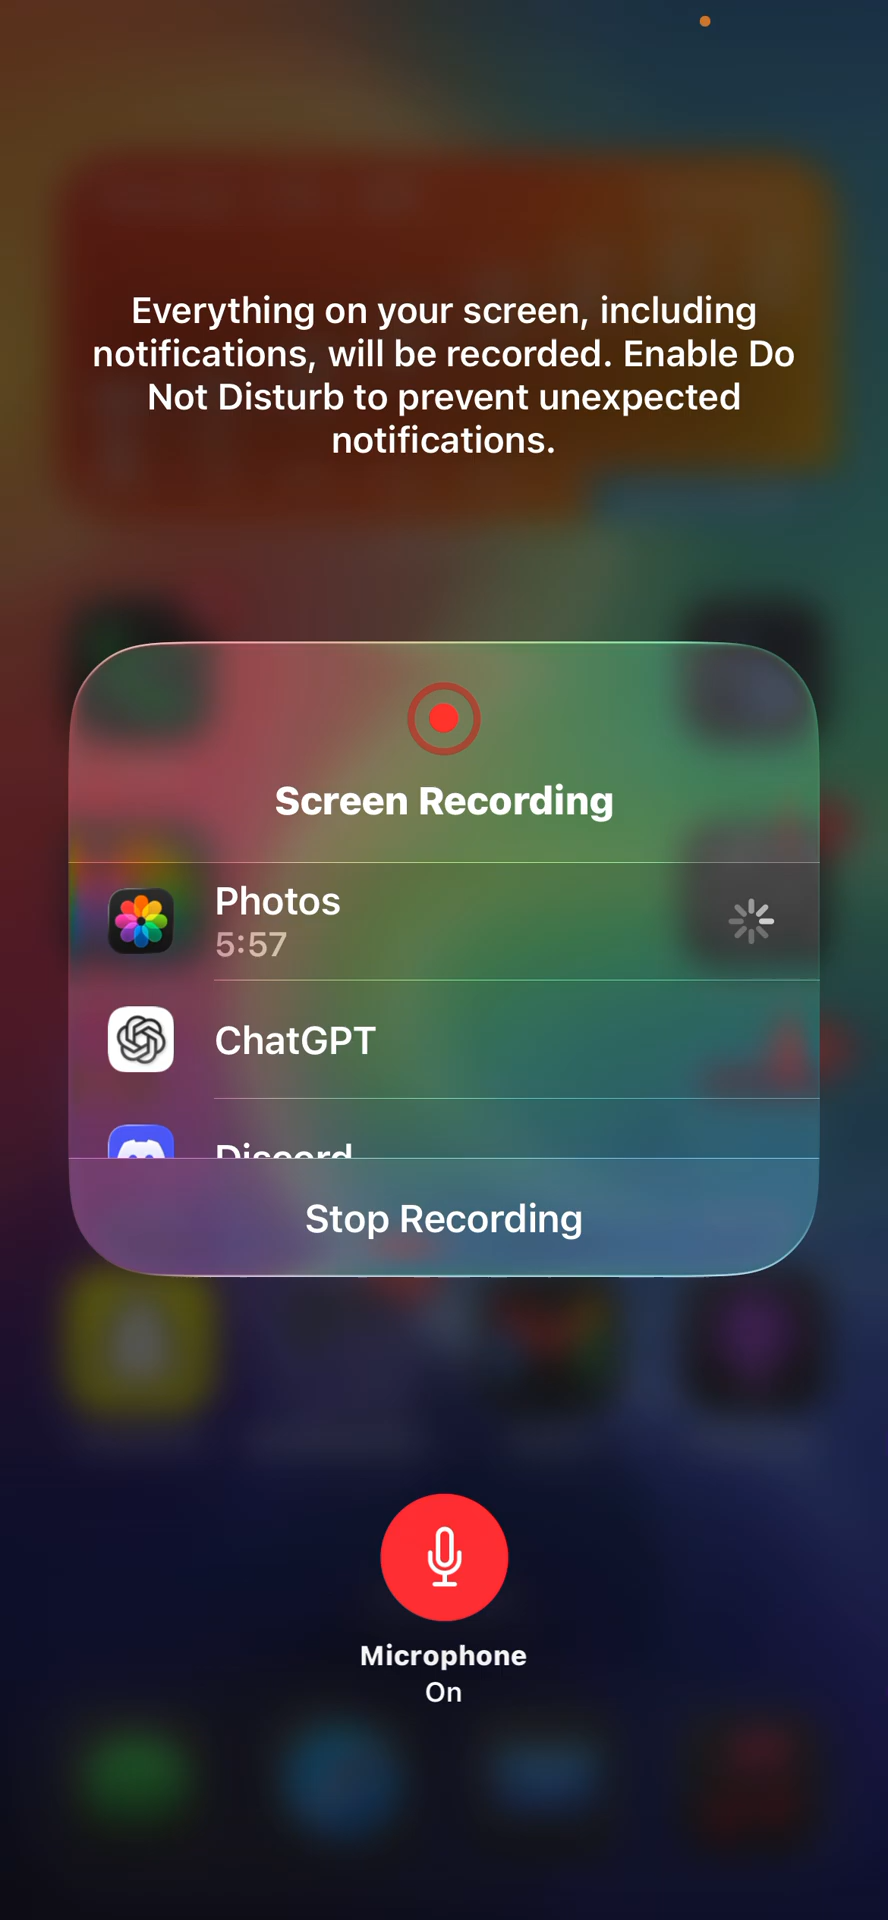 Everything on your screen, including
notifications, will be recorded. Enable Do
Not Disturb to prevent unexpected
notifications.
Screen Recording
Photos
5:57
ChatGPT
Discord
Stop Recording
Microphone
On